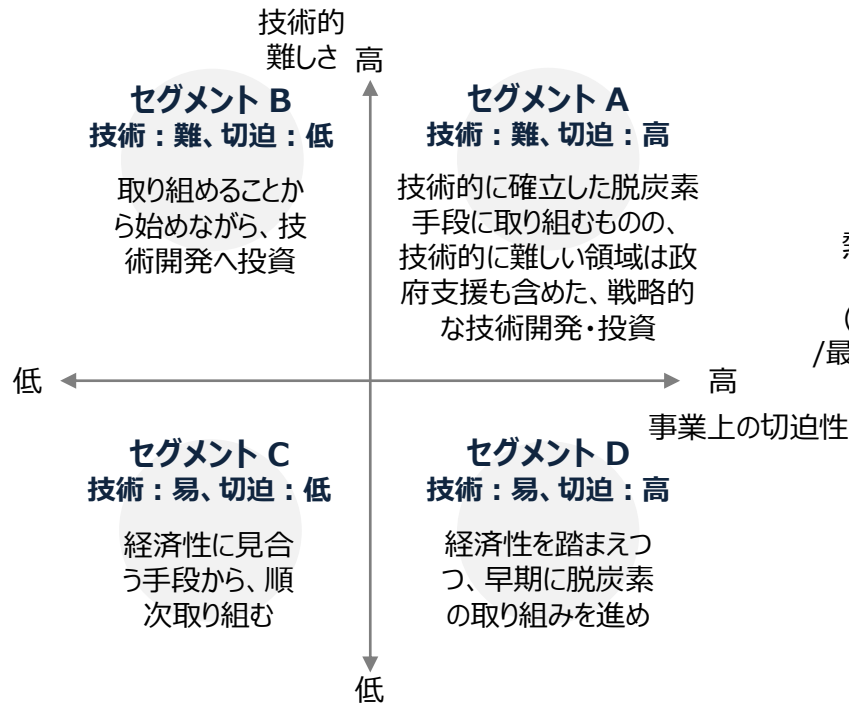 技術的
難しさ 高
セグメント B
技術：難、切迫：低
取り組めることか
ら始めながら、技
術開発へ投資
セグメント A
技術：難、切迫：高
技術的に確立した脱炭素
手段に取り組むものの、
技術的に難しい領域は政
府支援も含めた、戦略的
な技術開発・投資
(
/最
低
高
事業上の切迫性
セグメント C
技術：易、切迫：低
経済性に見合
う手段から、順
次取り組む
セグメント D
技術：易、切迫：高
経済性を踏まえつ
つ、早期に脱炭素
の取り組みを進め
低